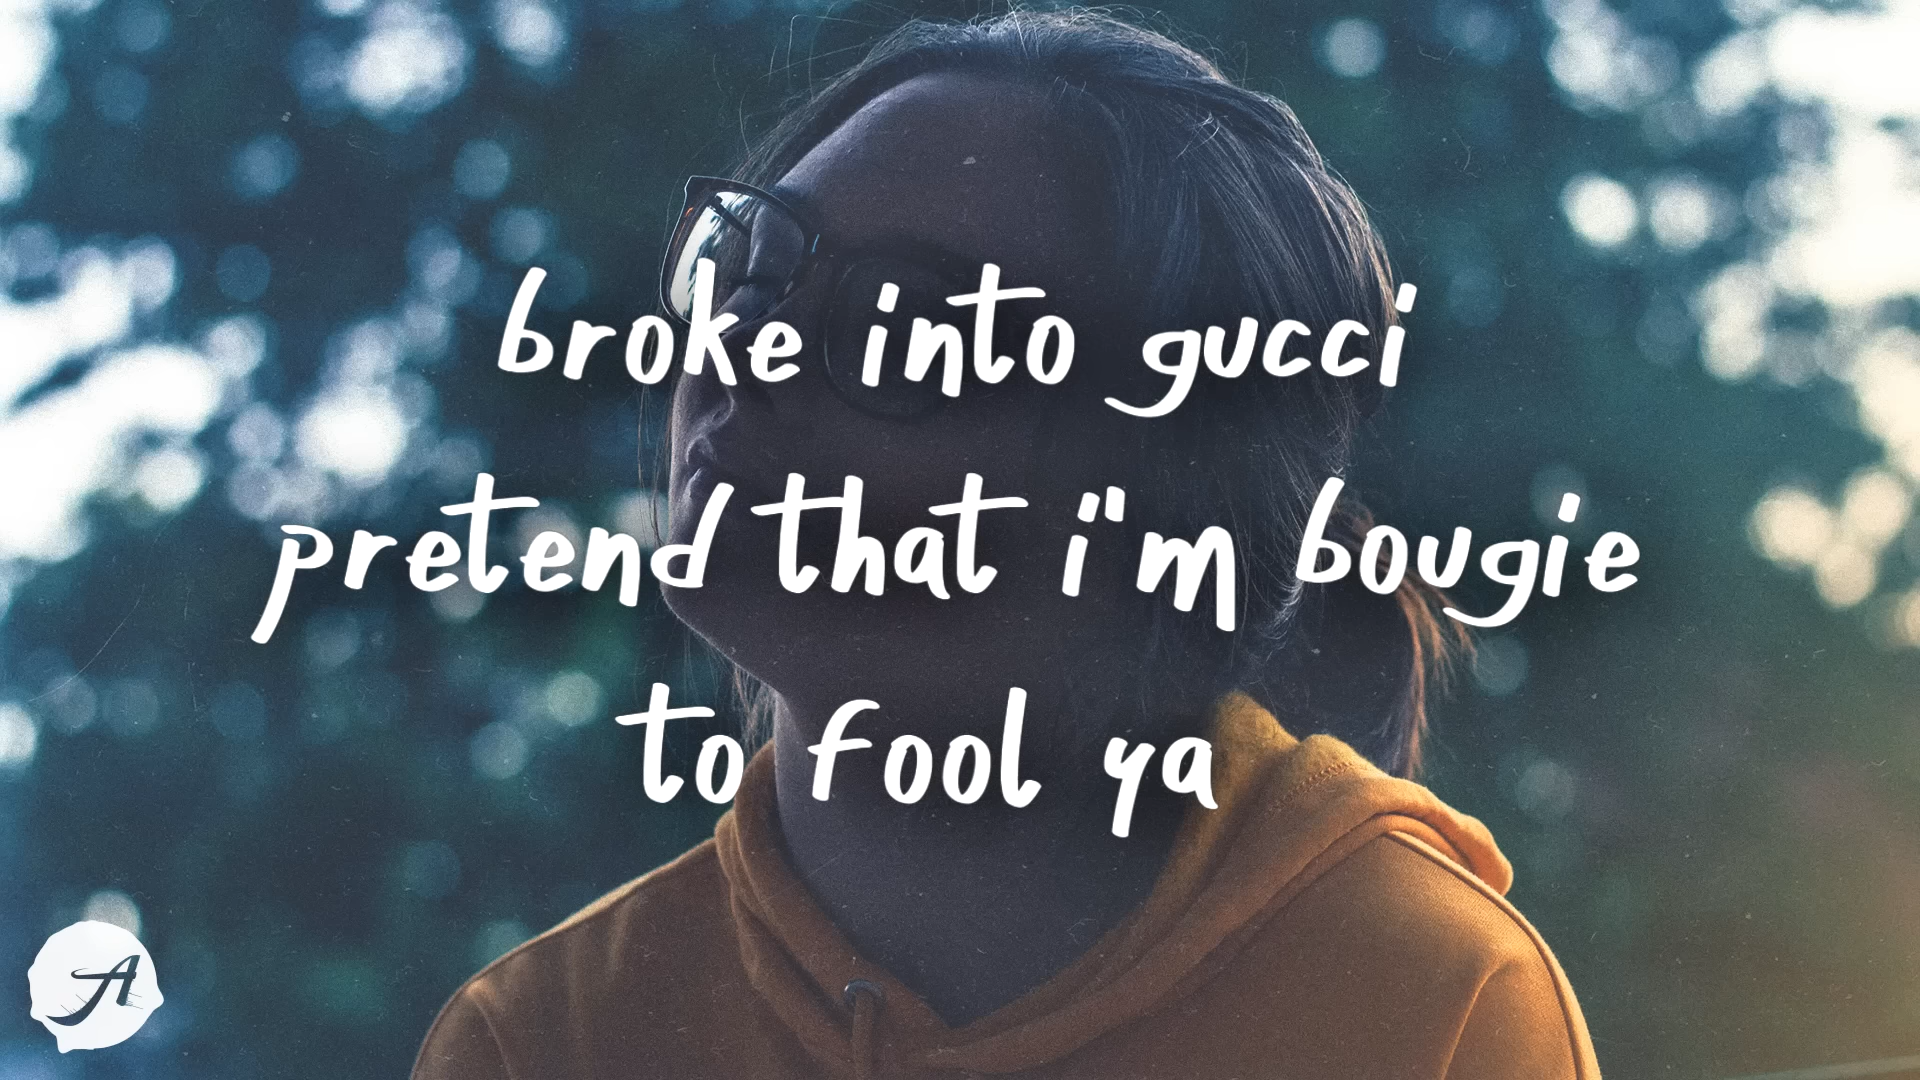 broke into gucci
pretend that i"m bougie
to fool ya
A